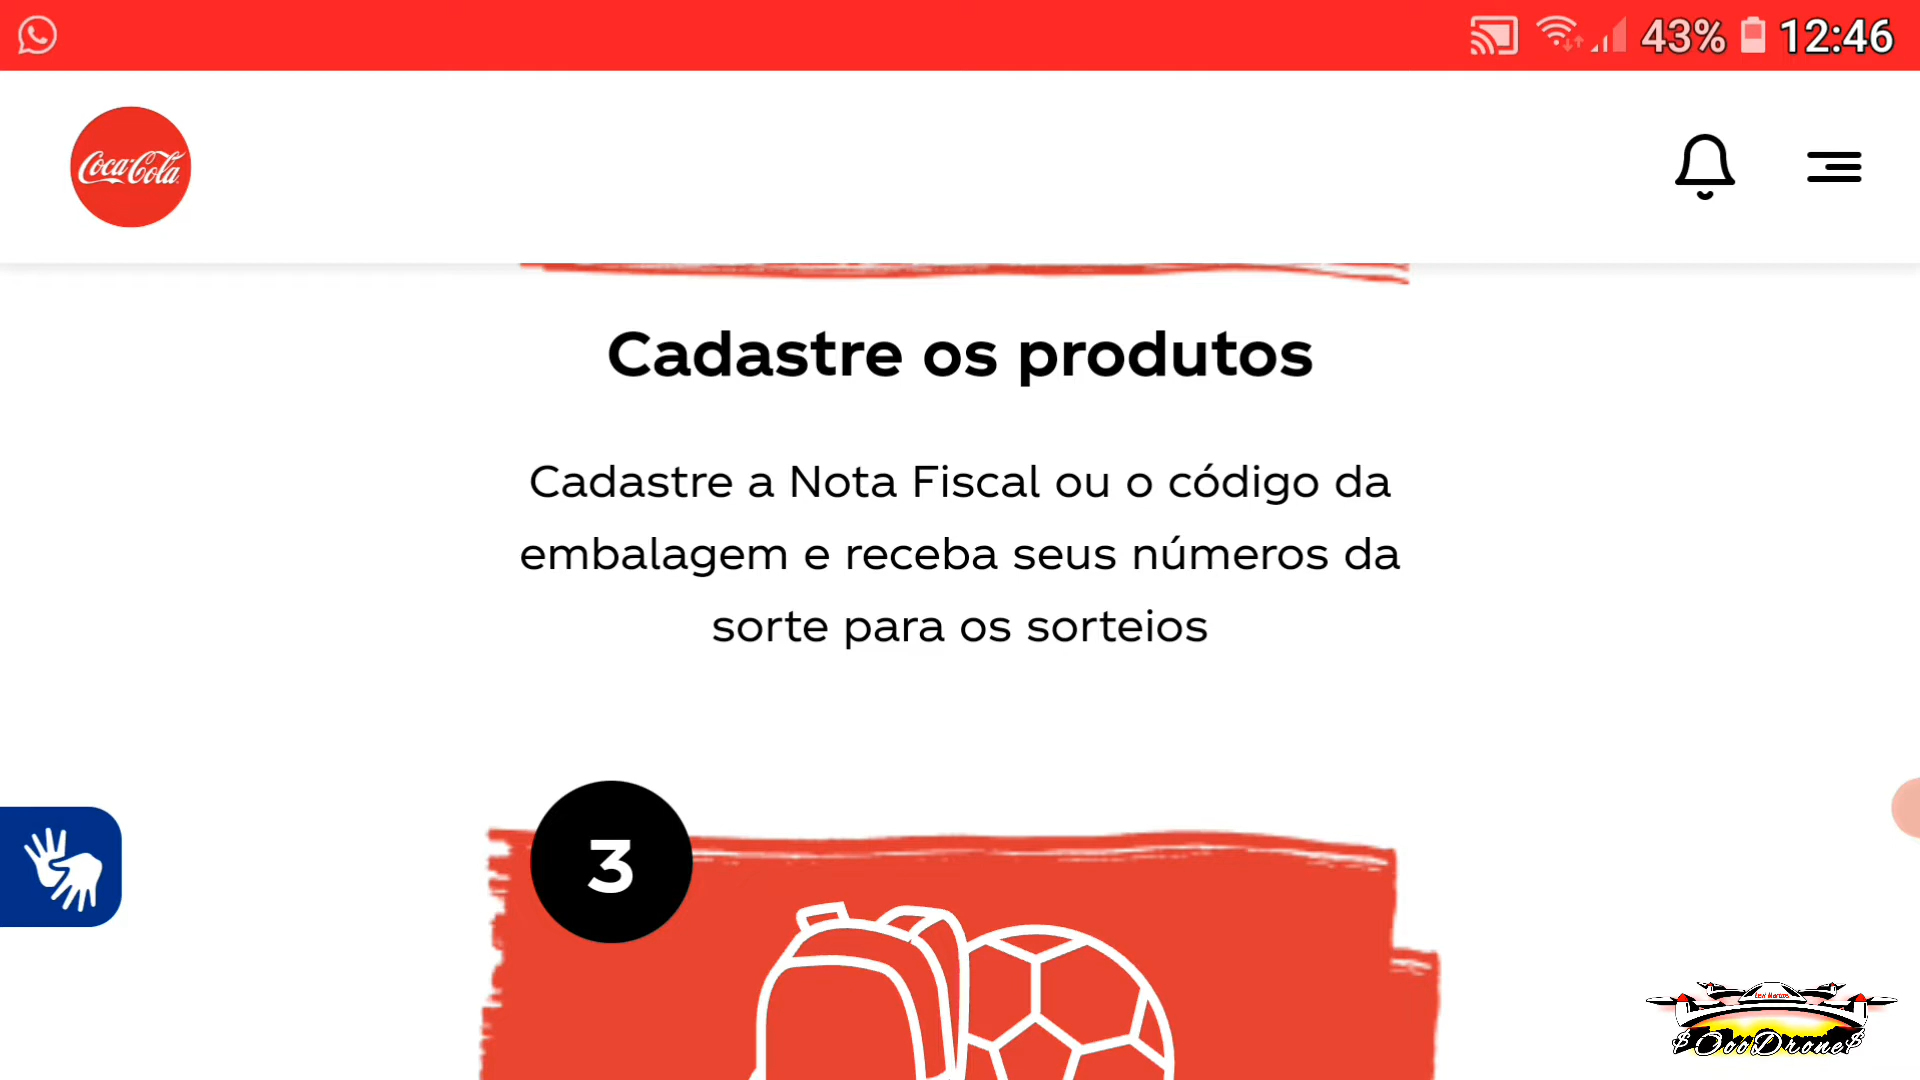 43% 12:46
Coca-Cola
Cadastre os produtos
Cadastre a Nota Fiscal ou o código da
embalagem e receba seus números da
sorte para os sorteios
3
$OooDrone$